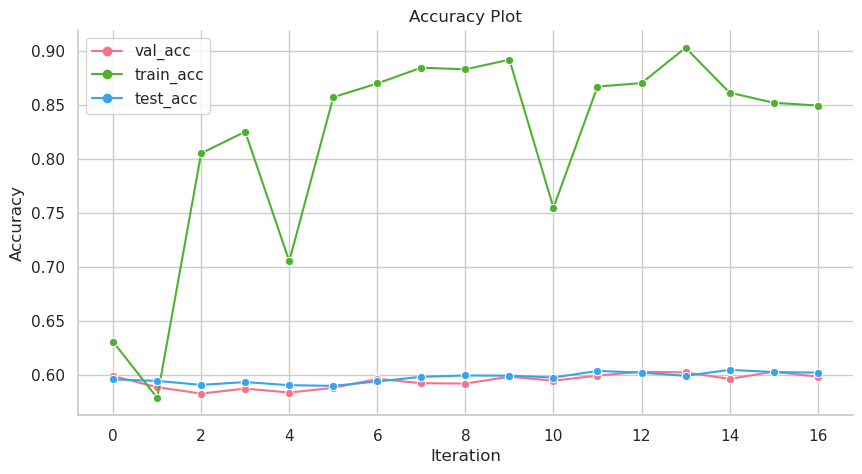 Accuracy Plot
val_acc
train_acc
test_acc
Accuracy
0.90
0.85
0.80
0.75
0.70
0.65
0.60
0 2 4 6 8 10 12 14 16
Iteration